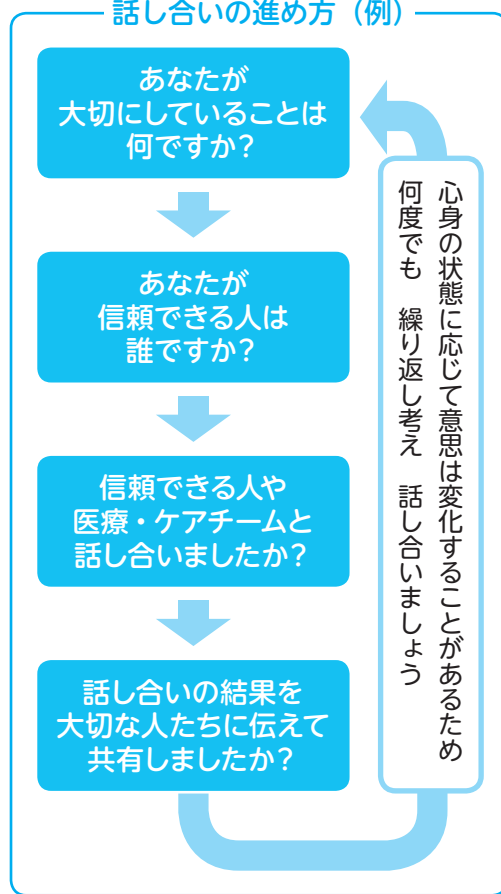 話し合いの進め方（例）
あなたが
大切にしていることは
何ですか？
あなたが
信頼できる人は
誰ですか？
信頼できる人や
医療・ケアチームと
話し合いましたか？
話し合いの結果を
大切な人たちに伝えて
共有しましたか？
心身の状態に応じて意思は変化することがあるため
何度でも　繰り返し考え　話し合いましょう